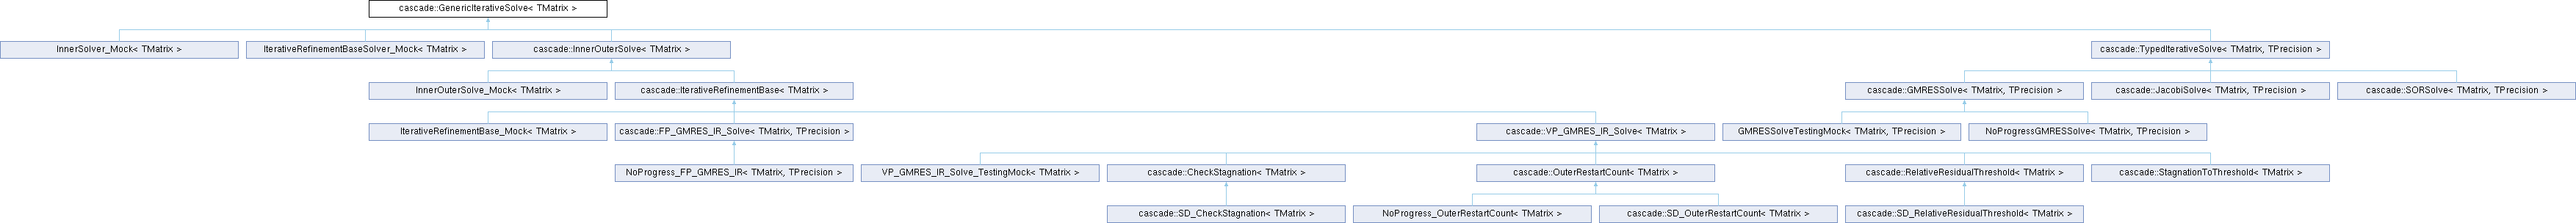 cascade::GenericIterativeSolve< TMatrix >
InnerSolver_Mock< TMatrix >
IterativeRefinementBaseSolver_Mock< TMatrix >
cascade::InnerOuterSolve< TMatrix >
cascade::TypedIterativeSolve< TMatrix, TPrecision >
InnerOuterSolve_Mock< TMatrix >
cascade::IterativeRefinementBase< TMatrix >
cascade::GMRESSolve< TMatrix, TPrecision >
cascade::JacobiSolve< TMatrix, TPrecision >
cascade::SORSolve< TMatrix, TPrecision >
IterativeRefinementBase_Mock< TMatrix >
cascade::FP_GMRES_IR_Solve< TMatrix, TPrecision >
cascade::VP_GMRES_IR_Solve< TMatrix >
GMRESSolveTestingMock< TMatrix, TPrecision >
NoProgressGMRESSolve< TMatrix, TPrecision >
NoProgress_FP_GMRES_IR< TMatrix, TPrecision >
VP_GMRES_IR_Solve_TestingMock< TMatrix >
cascade::CheckStagnation< TMatrix >
cascade::OuterRestartCount< TMatrix >
cascade::RelativeResidualThreshold< TMatrix >
cascade::StagnationToThreshold< TMatrix >
cascade::SD_CheckStagnation< TMatrix >
NoProgress_OuterRestartCount< TMatrix >
cascade::SD_OuterRestartCount< TMatrix >
cascade::SD_RelativeResidualThreshold< TMatrix >